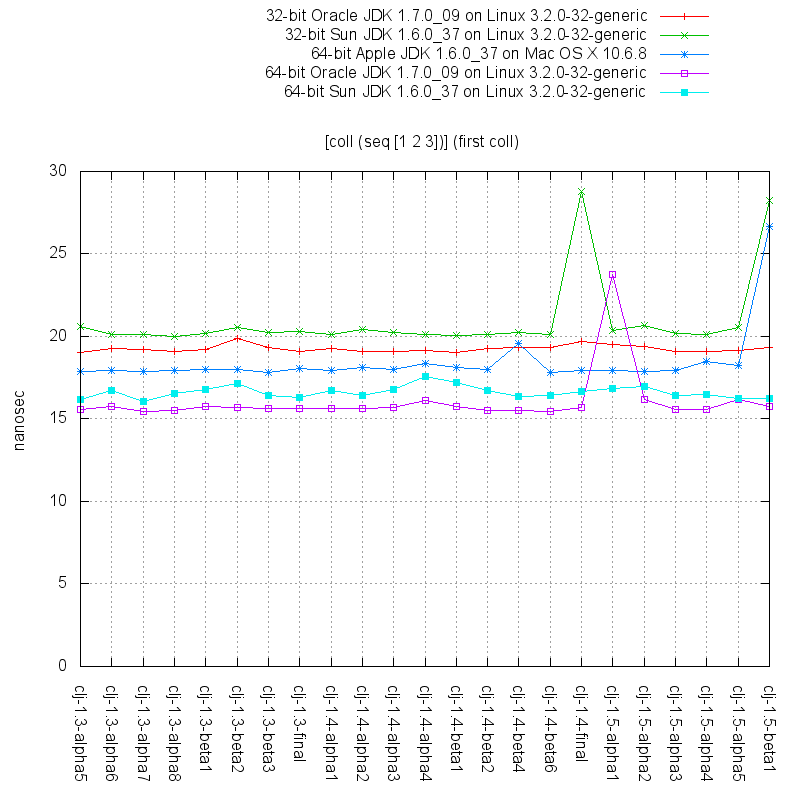 32-bit Oracle JDK 1.7.0_09 on Linux 3.2.0-32-generic
32-bit Sun JDK 1.6.0_37 on Linux 3.2.0-32-generic
64-bit Apple JDK 1.6.0_37 on Mac OS X 10.6.8
64-bit Oracle JDK 1.7.0_09 on Linux 3.2.0-32-generic
64-bit Sun JDK 1.6.0_37 on Linux 3.2.0-32-generic
[coll (seq [1 2 3])] (first coll)
30
25
20
15
10
5
0
nanosec
clj-1.3-alpha5
clj-1.3-alpha6
clj-1.3-alpha7
clj-1.3-alpha8
clj-1.3-beta1
clj-1.3-beta2
clj-1.3-beta3
clj-1.3-final
clj-1.4-alpha1
clj-1.4-alpha2
clj-1.4-alpha3
clj-1.4-alpha4
clj-1.4-beta1
clj-1.4-beta2
clj-1.4-beta4
clj-1.4-beta6
clj-1.4-final
clj-1.5-alpha1
clj-1.5-alpha2
clj-1.5-alpha3
clj-1.5-alpha4
clj-1.5-alpha5
clj-1.5-beta1